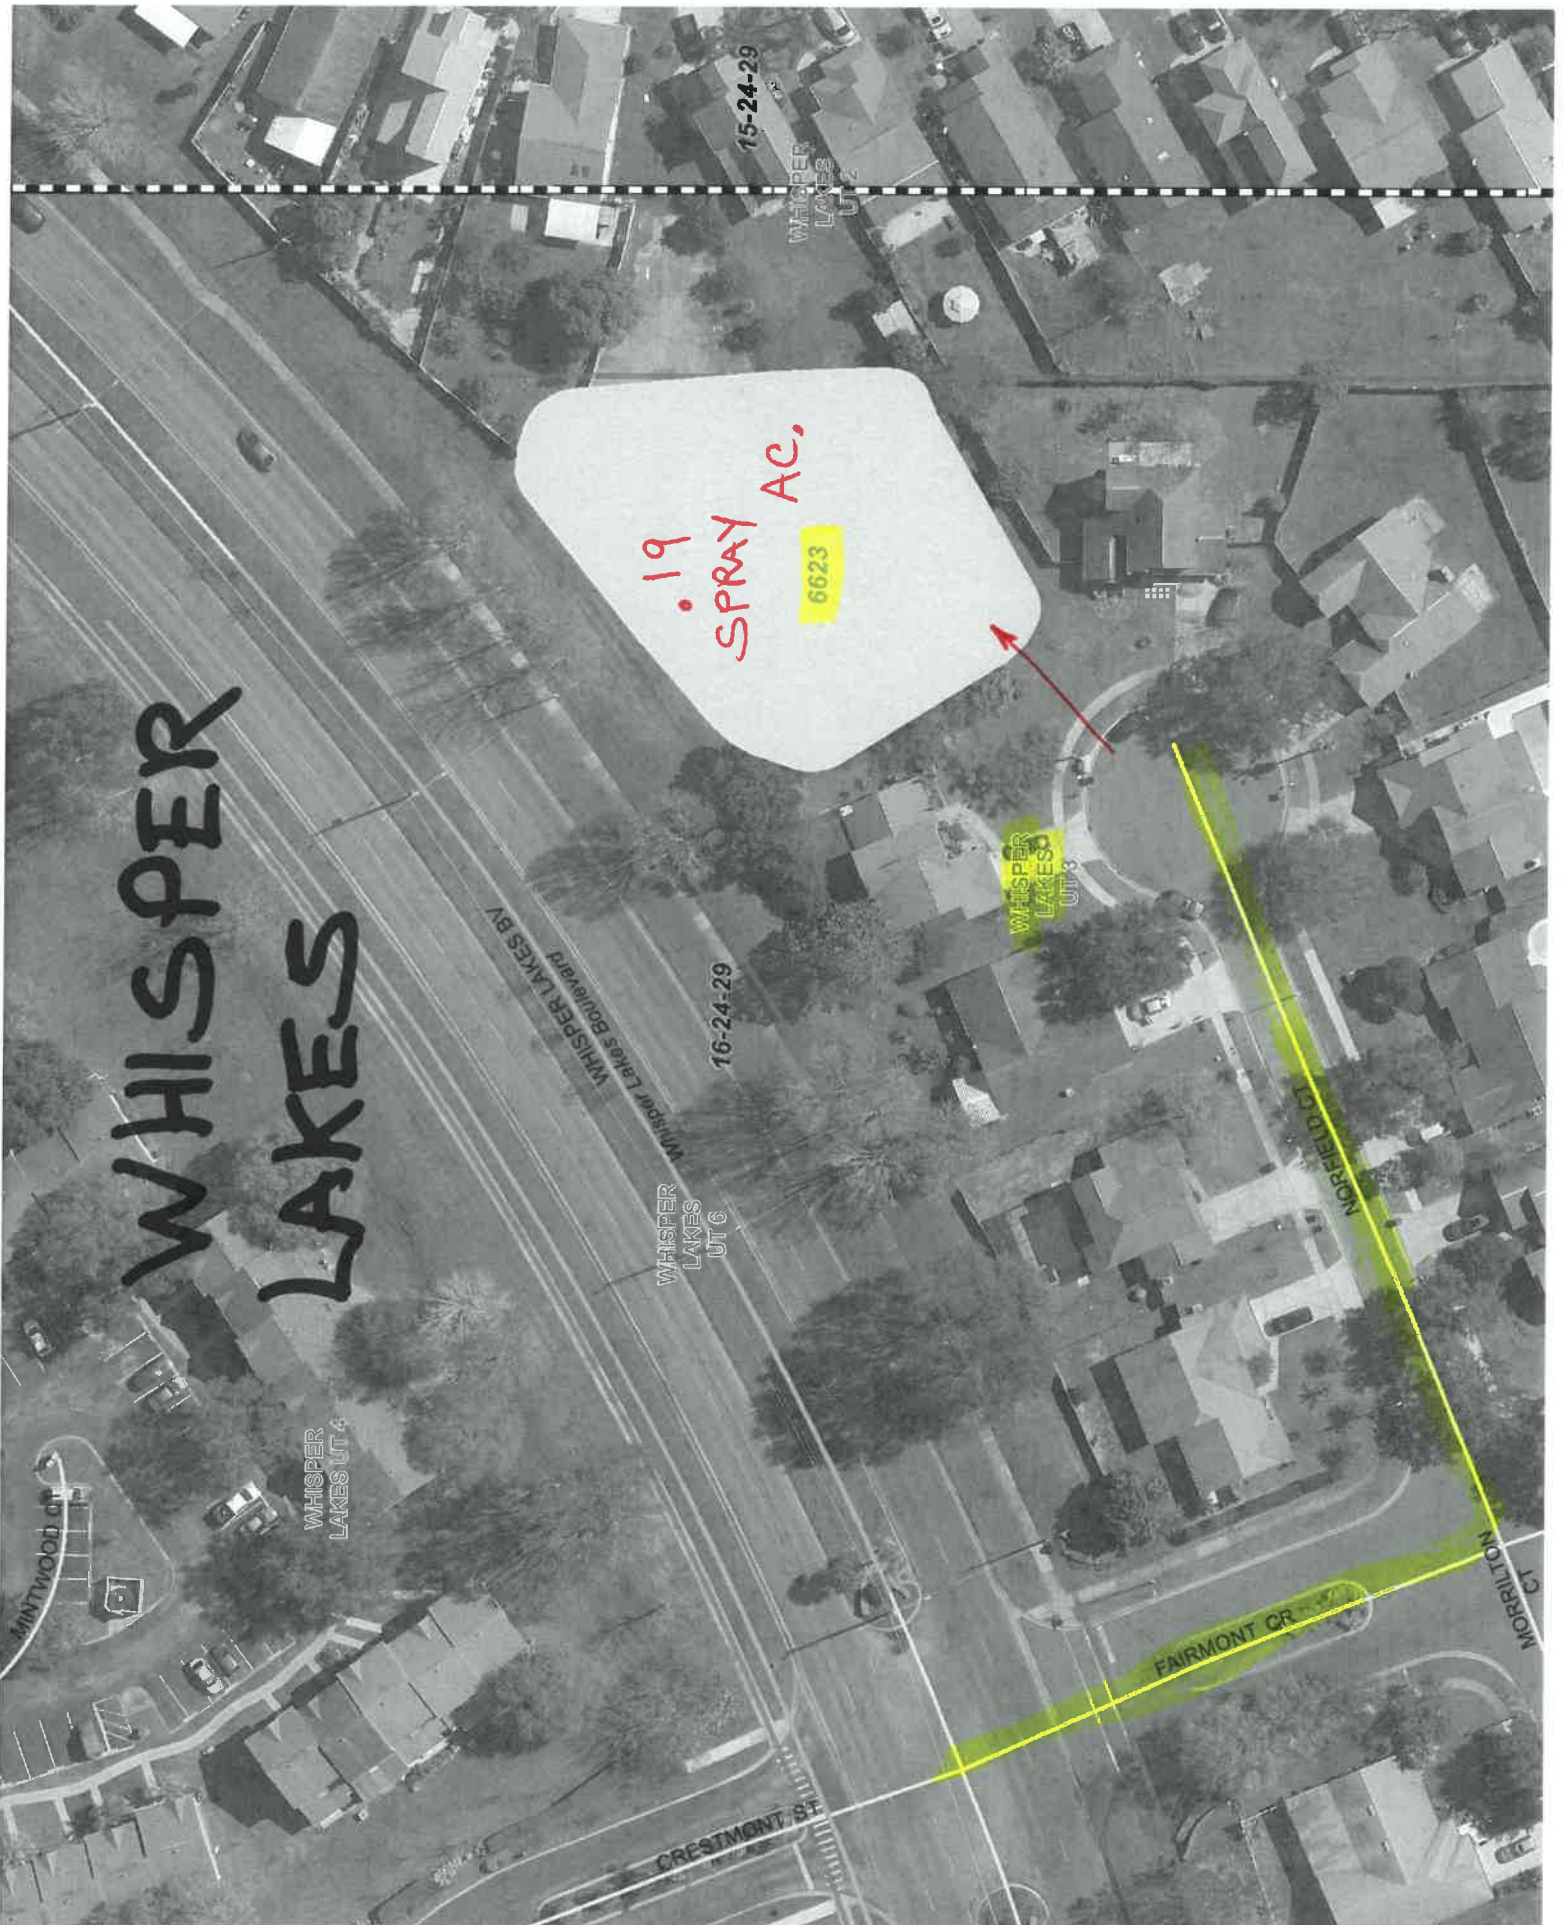 15-24-29
WHISPER
LAKES
UT 2
.19
SPRAY AC.
6623
WHISPER
LAKES
WHISPER
LAKES
UT 3
WHISPER LAKES BV
Whisper Lakes Boulevard
16-24-29
NORFIELD CT
WHISPER
LAKES
UT 6
WHISPER
LAKES UT 4
MINTWOOD
FAIRMONT CR
MORRILTON
CT
CRESTMONT ST